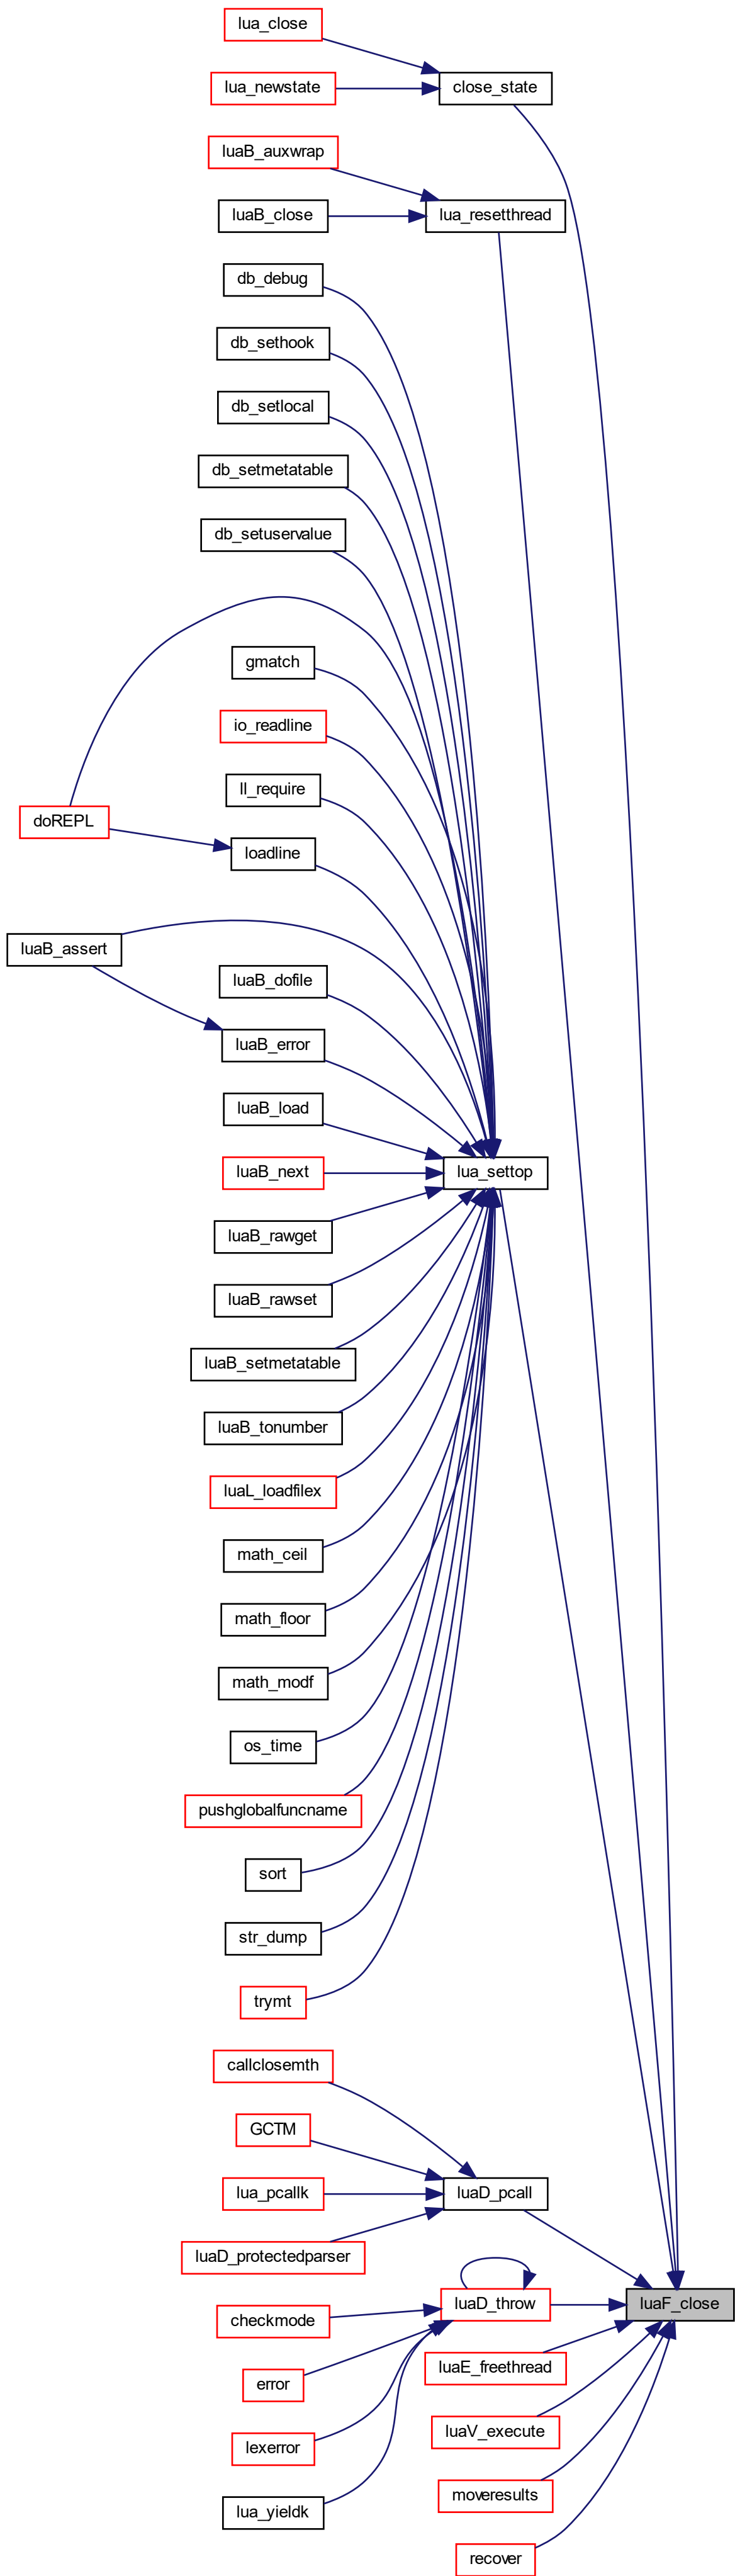 lua_close
lua_newstate
close_state
luaB_auxwrap
luaB_close
lua_resetthread
db_debug
db_sethook
db_setlocal
db_setmetatable
db_setuservalue
gmatch
io_readline
ll_require
doREPL
loadline
luaB_assert
luaB_dofile
luaB_error
luaB_load
luaB_next
lua_settop
luaB_rawget
luaB_rawset
luaB_setmetatable
luaB_tonumber
luaL_loadfilex
math_ceil
math_floor
math_modf
os_time
pushglobalfuncname
sort
str_dump
trymt
callclosemth
GCTM
lua_pcallk
luaD_pcall
luaD_protectedparser
luaD_throw
luaF_close
checkmode
error
luaE_freethread
lexerror
luaV_execute
lua_yieldk
moveresults
recover